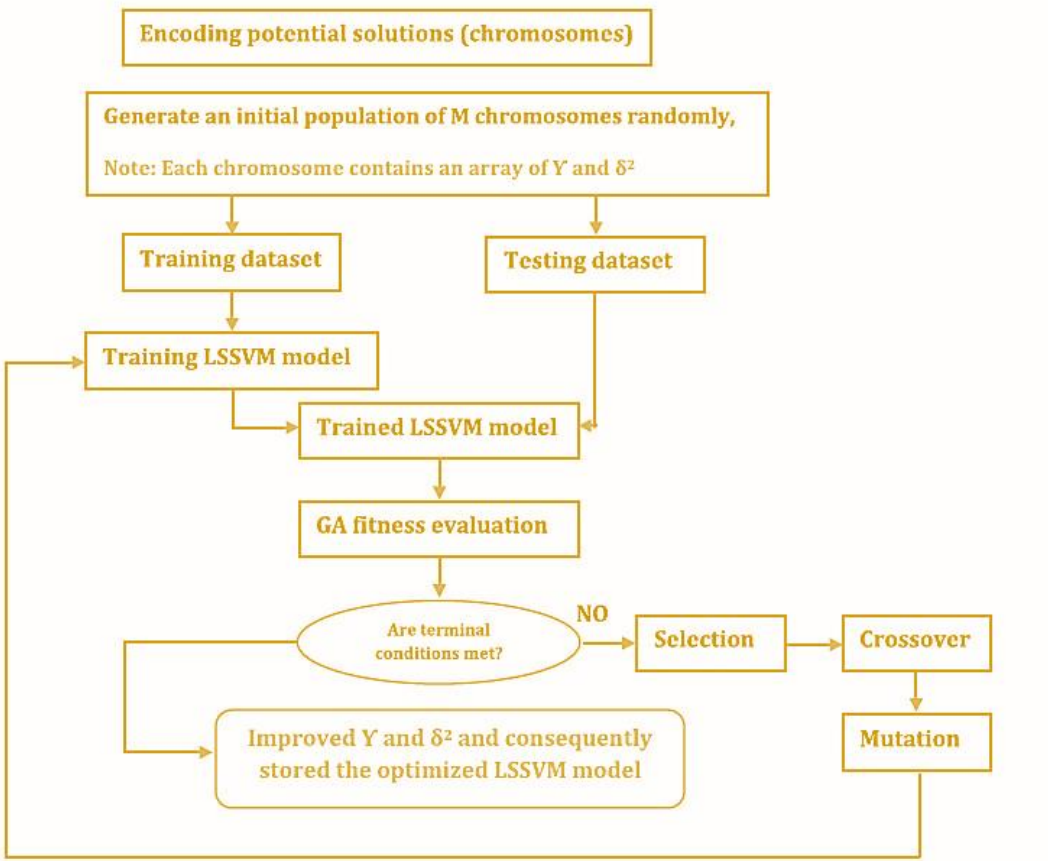 Encoding potential solutions (chromosomes)
Generate an initial population of M chromosomes randomly,
Note: Each chromosome contains an array of ϒ and δ²
Training dataset
Testing dataset
Training LSSVM model
Trained LSSVM model
GA fitness evaluation
Are terminal
conditions met?
NO
Selection
Crossover
Improved ϒ and δ² and consequently
stored the optimized LSSVM model
Mutation